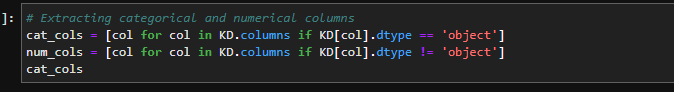 ]: # Extracting categorical and numerical columns
cat_cols = [col for col in KD.columns if KD[col].dtype == 'object']
num_cols = [col for col in KD.columns if KD[col].dtype != 'object']
cat_cols